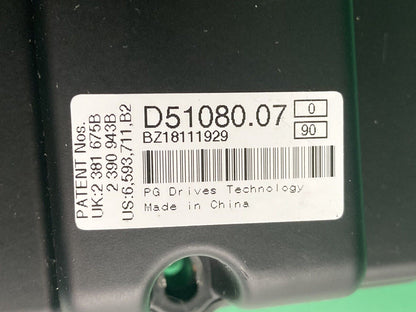 PATENT Nos.
UK:2 381 675B
2 390 943B
US:6,593,711,B2
D51080.07
0
90
BZ18111929
PG Drives Technology
Made in China